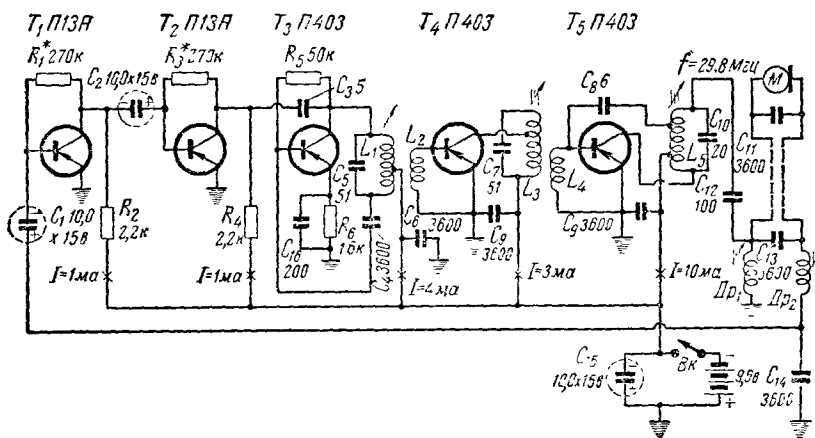 T₁ П13А
T₂ П13А
T₃ П403
T₄ П403
T₅ П403
R₁* 270к
C₂ 10,0×15в
R₃* 270к
R₅ 50к
C₃ 5
C₈ 6
f=29.8 Мгц
М
L₁
L₂
L₃
L₄
L₅
C₁₀
20
C₁₁
3600
C₅
51
C₇
51
C₁₂
100
C₁ 10,0
× 15в
R₂
2,2к
R₄
2,2к
C₁₆
200
R₆
1,6к
C₄ 3600
C₆
3600
C₉
3600
C₉ 3600
C₁₃
3600
Др₁
Др₂
I=1ма
I=1ма
I=4ма
I=3ма
I=10ма
10,0х15в
Вк
C₁₄
3600